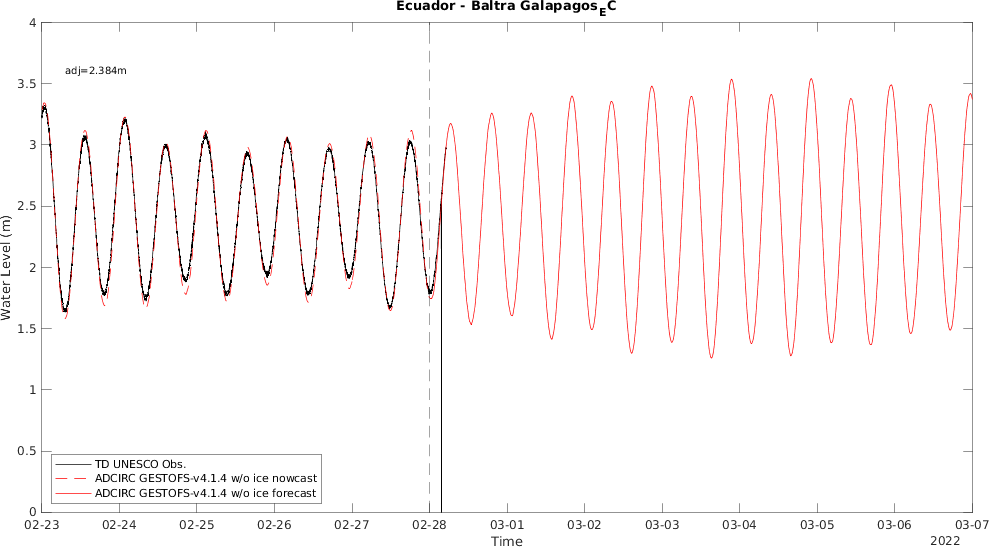 Ecuador - Baltra Galapagos_EC
adj=2.384m
4
3.5
3
2.5
2
1.5
1
0.5
0
Water Level (m)
TD UNESCO Obs.
ADCIRC GESTOFS-v4.1.4 w/o ice nowcast
ADCIRC GESTOFS-v4.1.4 w/o ice forecast
02-23 02-24 02-25 02-26 02-27 02-28 03-01 03-02 03-03 03-04 03-05 03-06 03-07
Time
2022